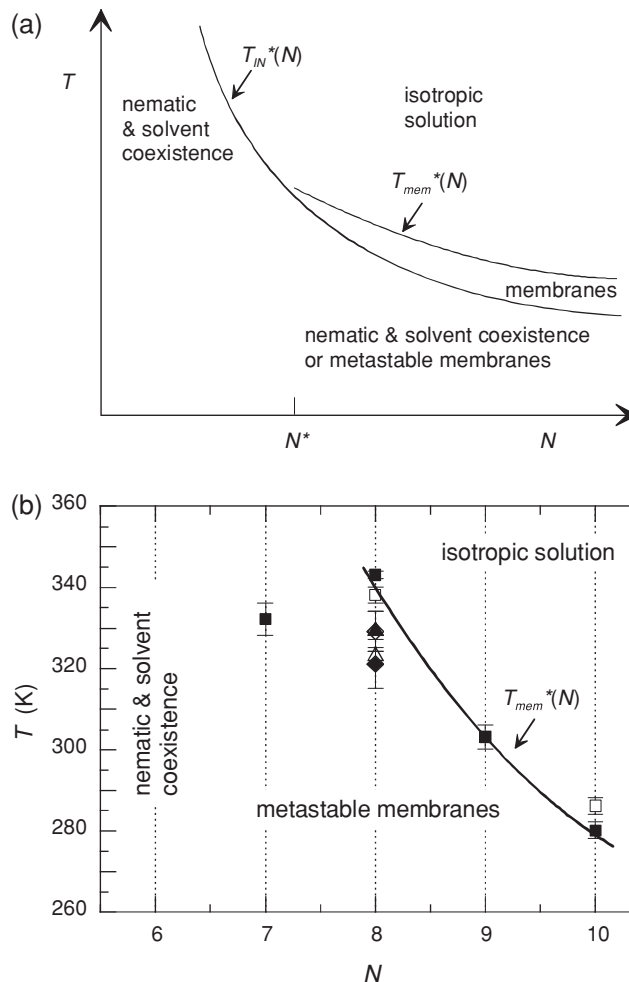 (a)
T
T_IN*(N)
nematic
& solvent
coexistence
isotropic
solution
T_mem*(N)
membranes
nematic & solvent coexistence
or metastable membranes
N*
N
(b)
360
340
320
300
280
260
T (K)
nematic & solvent
coexistence
isotropic solution
T_mem*(N)
metastable membranes
6 7 8 9 10
N